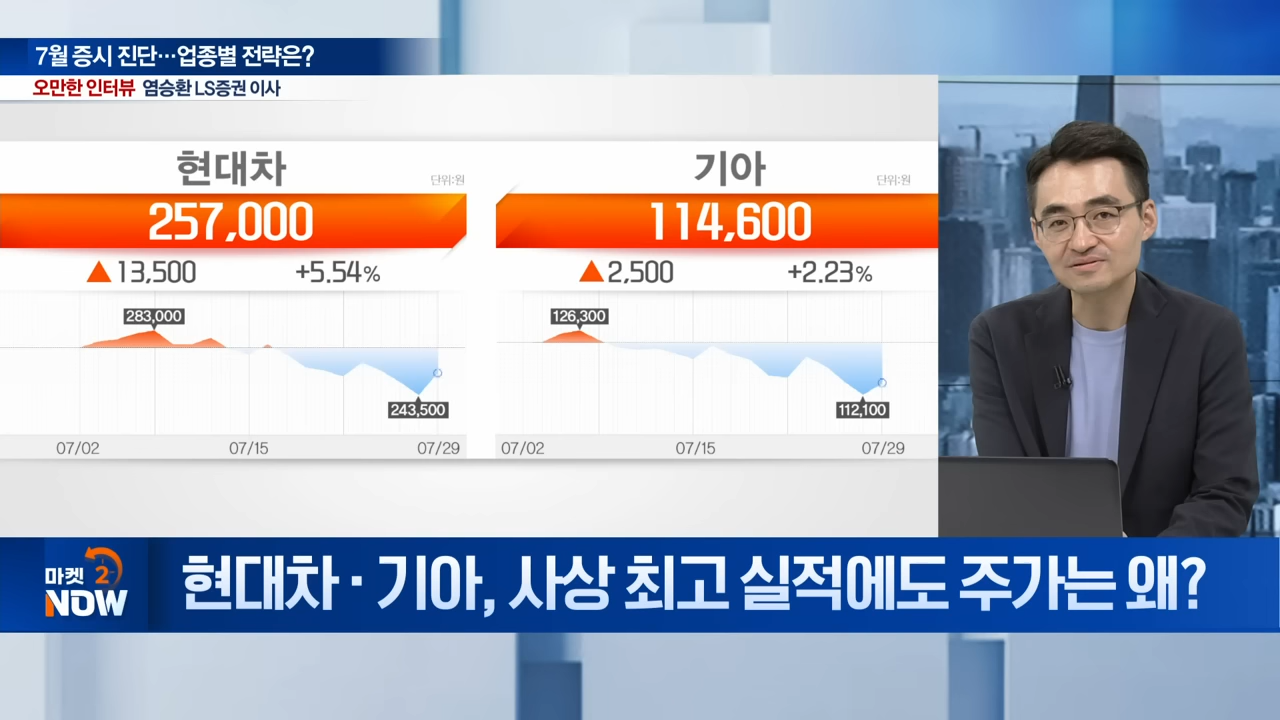 7월 증시 진단…업종별 전략은?
오만한 인터뷰 염승환 LS증권 이사
현대차
단위:원
257,000
▲ 13,500 +5.54%
283,000
243,500
07/02 07/15 07/29
기아
단위:원
114,600
▲ 2,500 +2.23%
126,300
112,100
07/02 07/15 07/29
마켓 2
NOW
현대차·기아, 사상 최고 실적에도 주가는 왜?